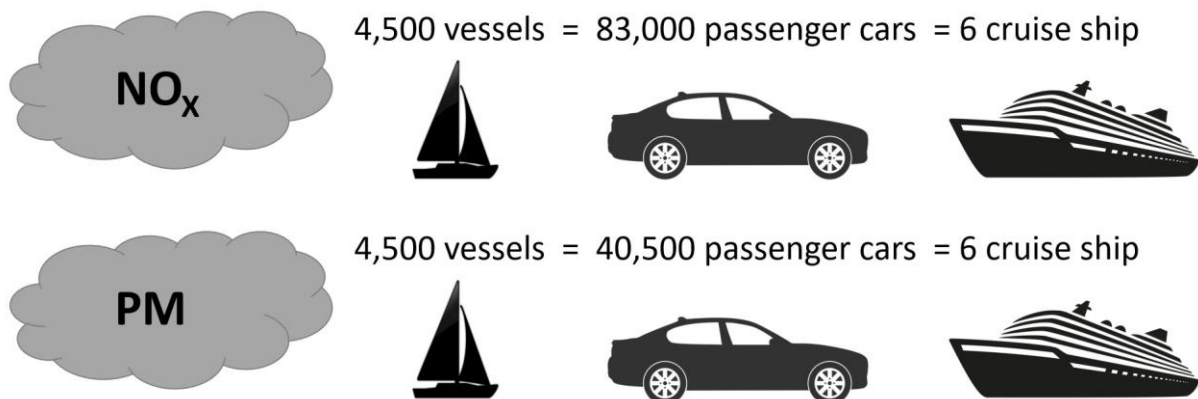 4,500 vessels = 83,000 passenger cars = 6 cruise ship
NOX
4,500 vessels = 40,500 passenger cars = 6 cruise ship
PM